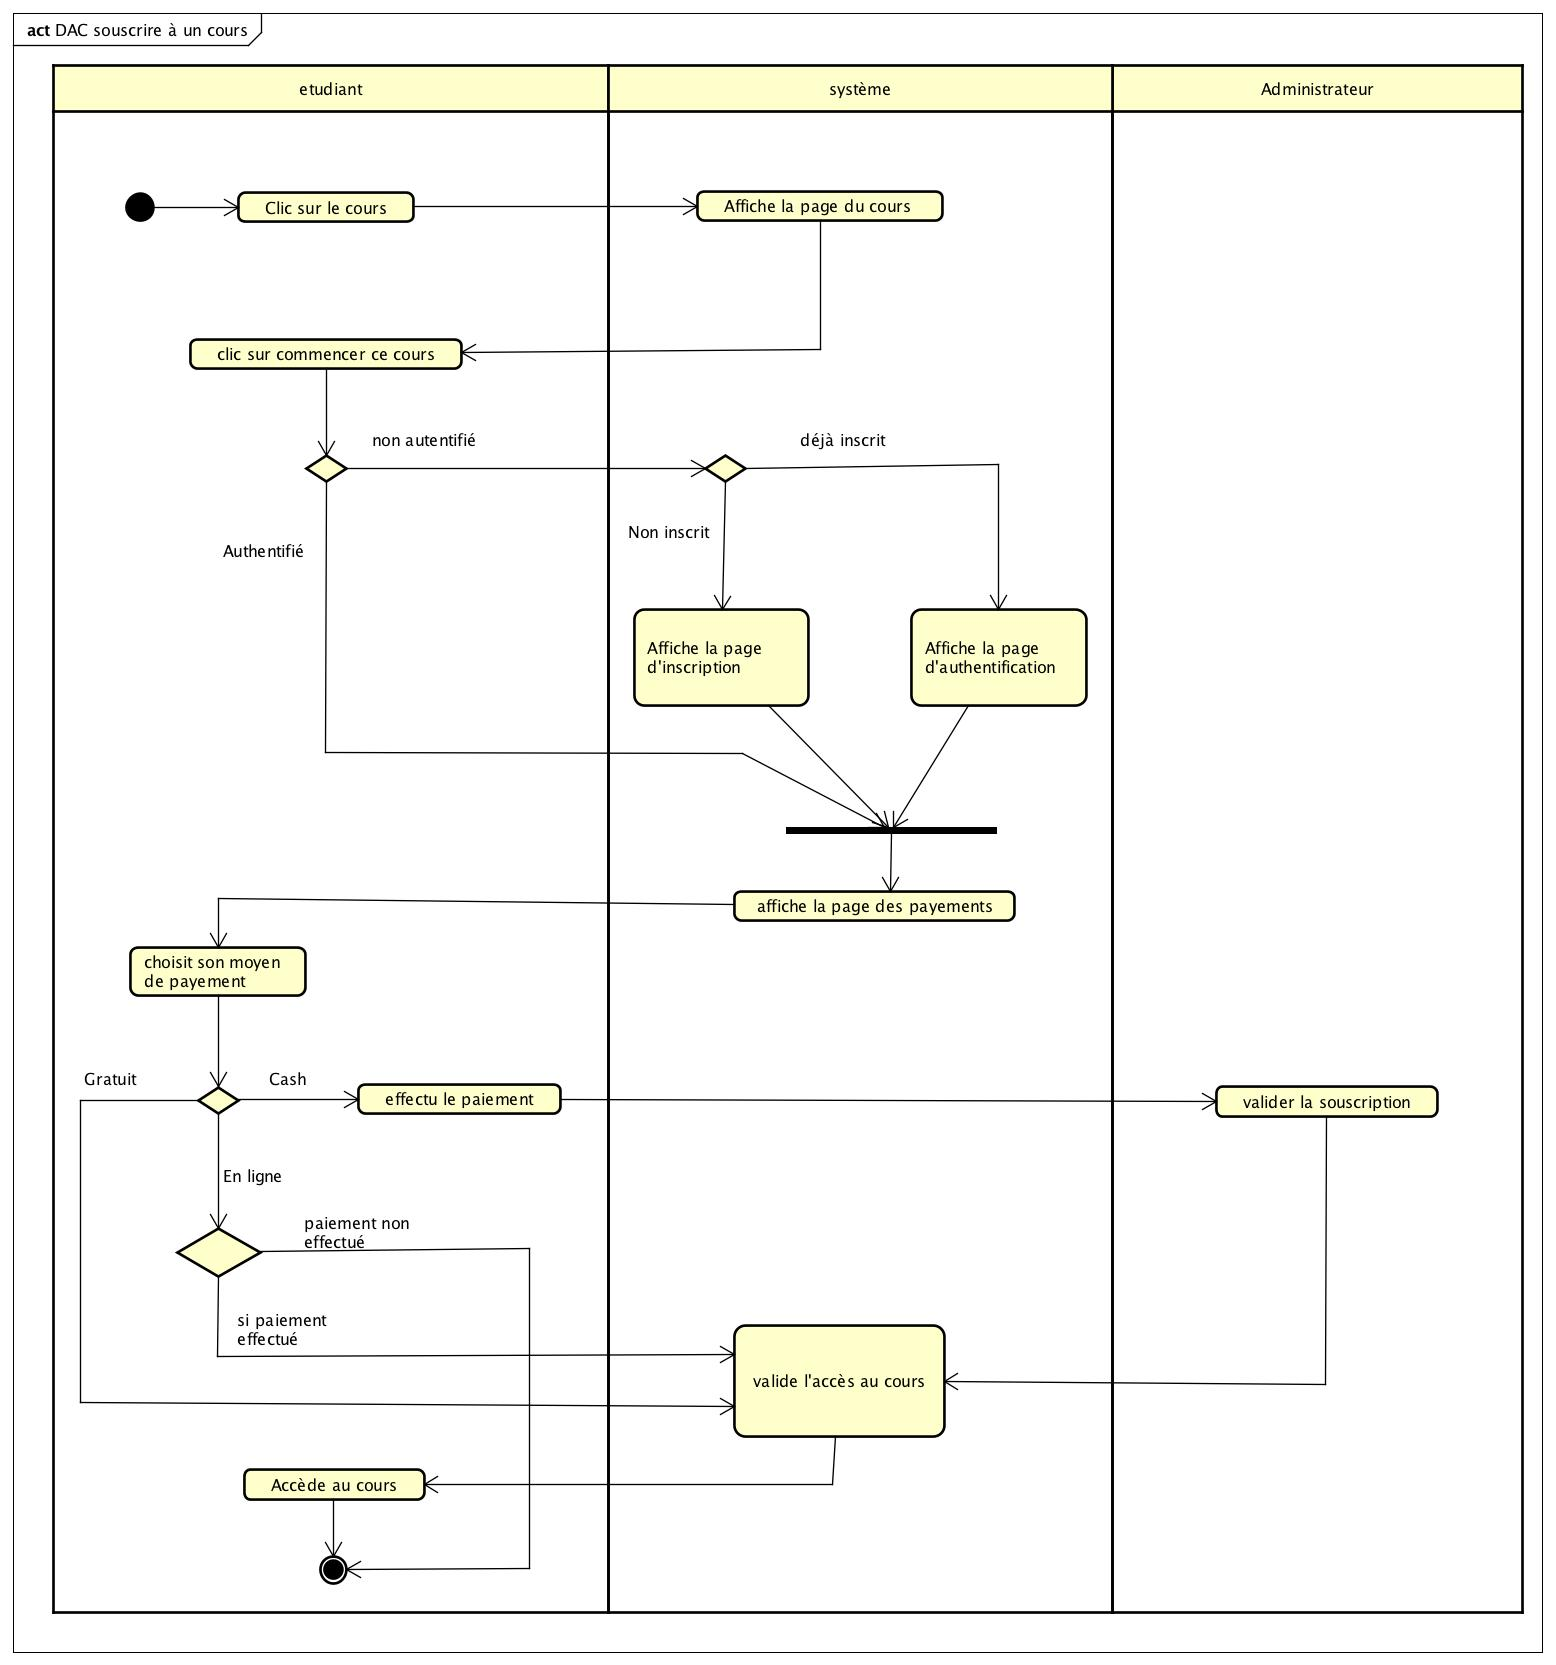 act DAC souscrire à un cours
etudiant
système
Administrateur
Clic sur le cours
Affiche la page du cours
clic sur commencer ce cours
non autentifié
déjà inscrit
Non inscrit
Authentifié
Affiche la page
d'inscription
Affiche la page
d'authentification
affiche la page des payements
choisit son moyen
de payement
Gratuit
Cash
effectu le paiement
valider la souscription
En ligne
paiement non
effectué
si paiement
effectué
valide l'accès au cours
Accède au cours